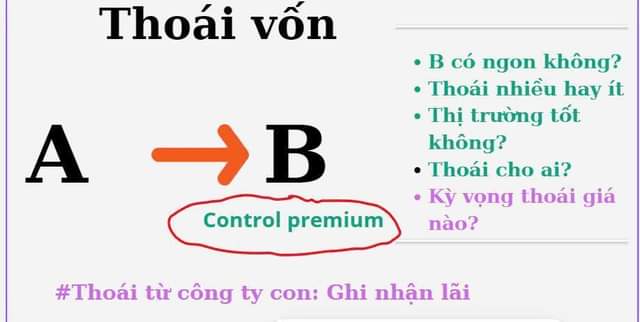 Thoái vốn
A
B
Control premium
• B có ngon không?
• Thoái nhiều hay ít
• Thị trường tốt
không?
• Thoái cho ai?
• Kỳ vọng thoái giá
nào?
#Thoái từ công ty con: Ghi nhận lãi